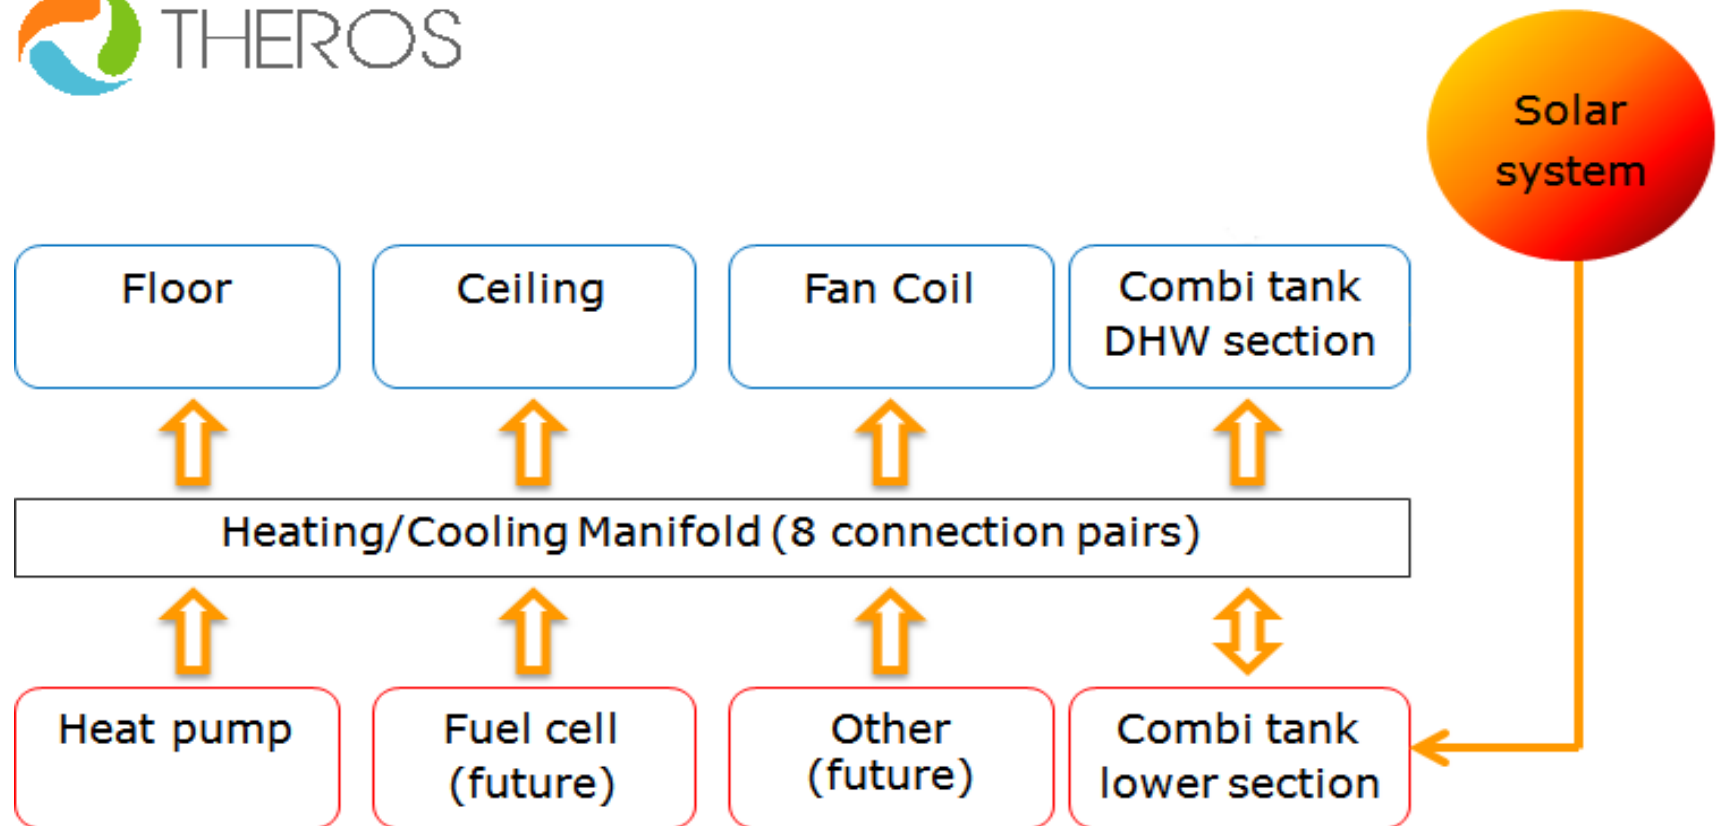 THEROS
Solar
system
Floor
Ceiling
Fan Coil
Combi tank
DHW section
Heating/Cooling Manifold (8 connection pairs)
Heat pump
Fuel cell
(future)
Other
(future)
Combi tank
lower section